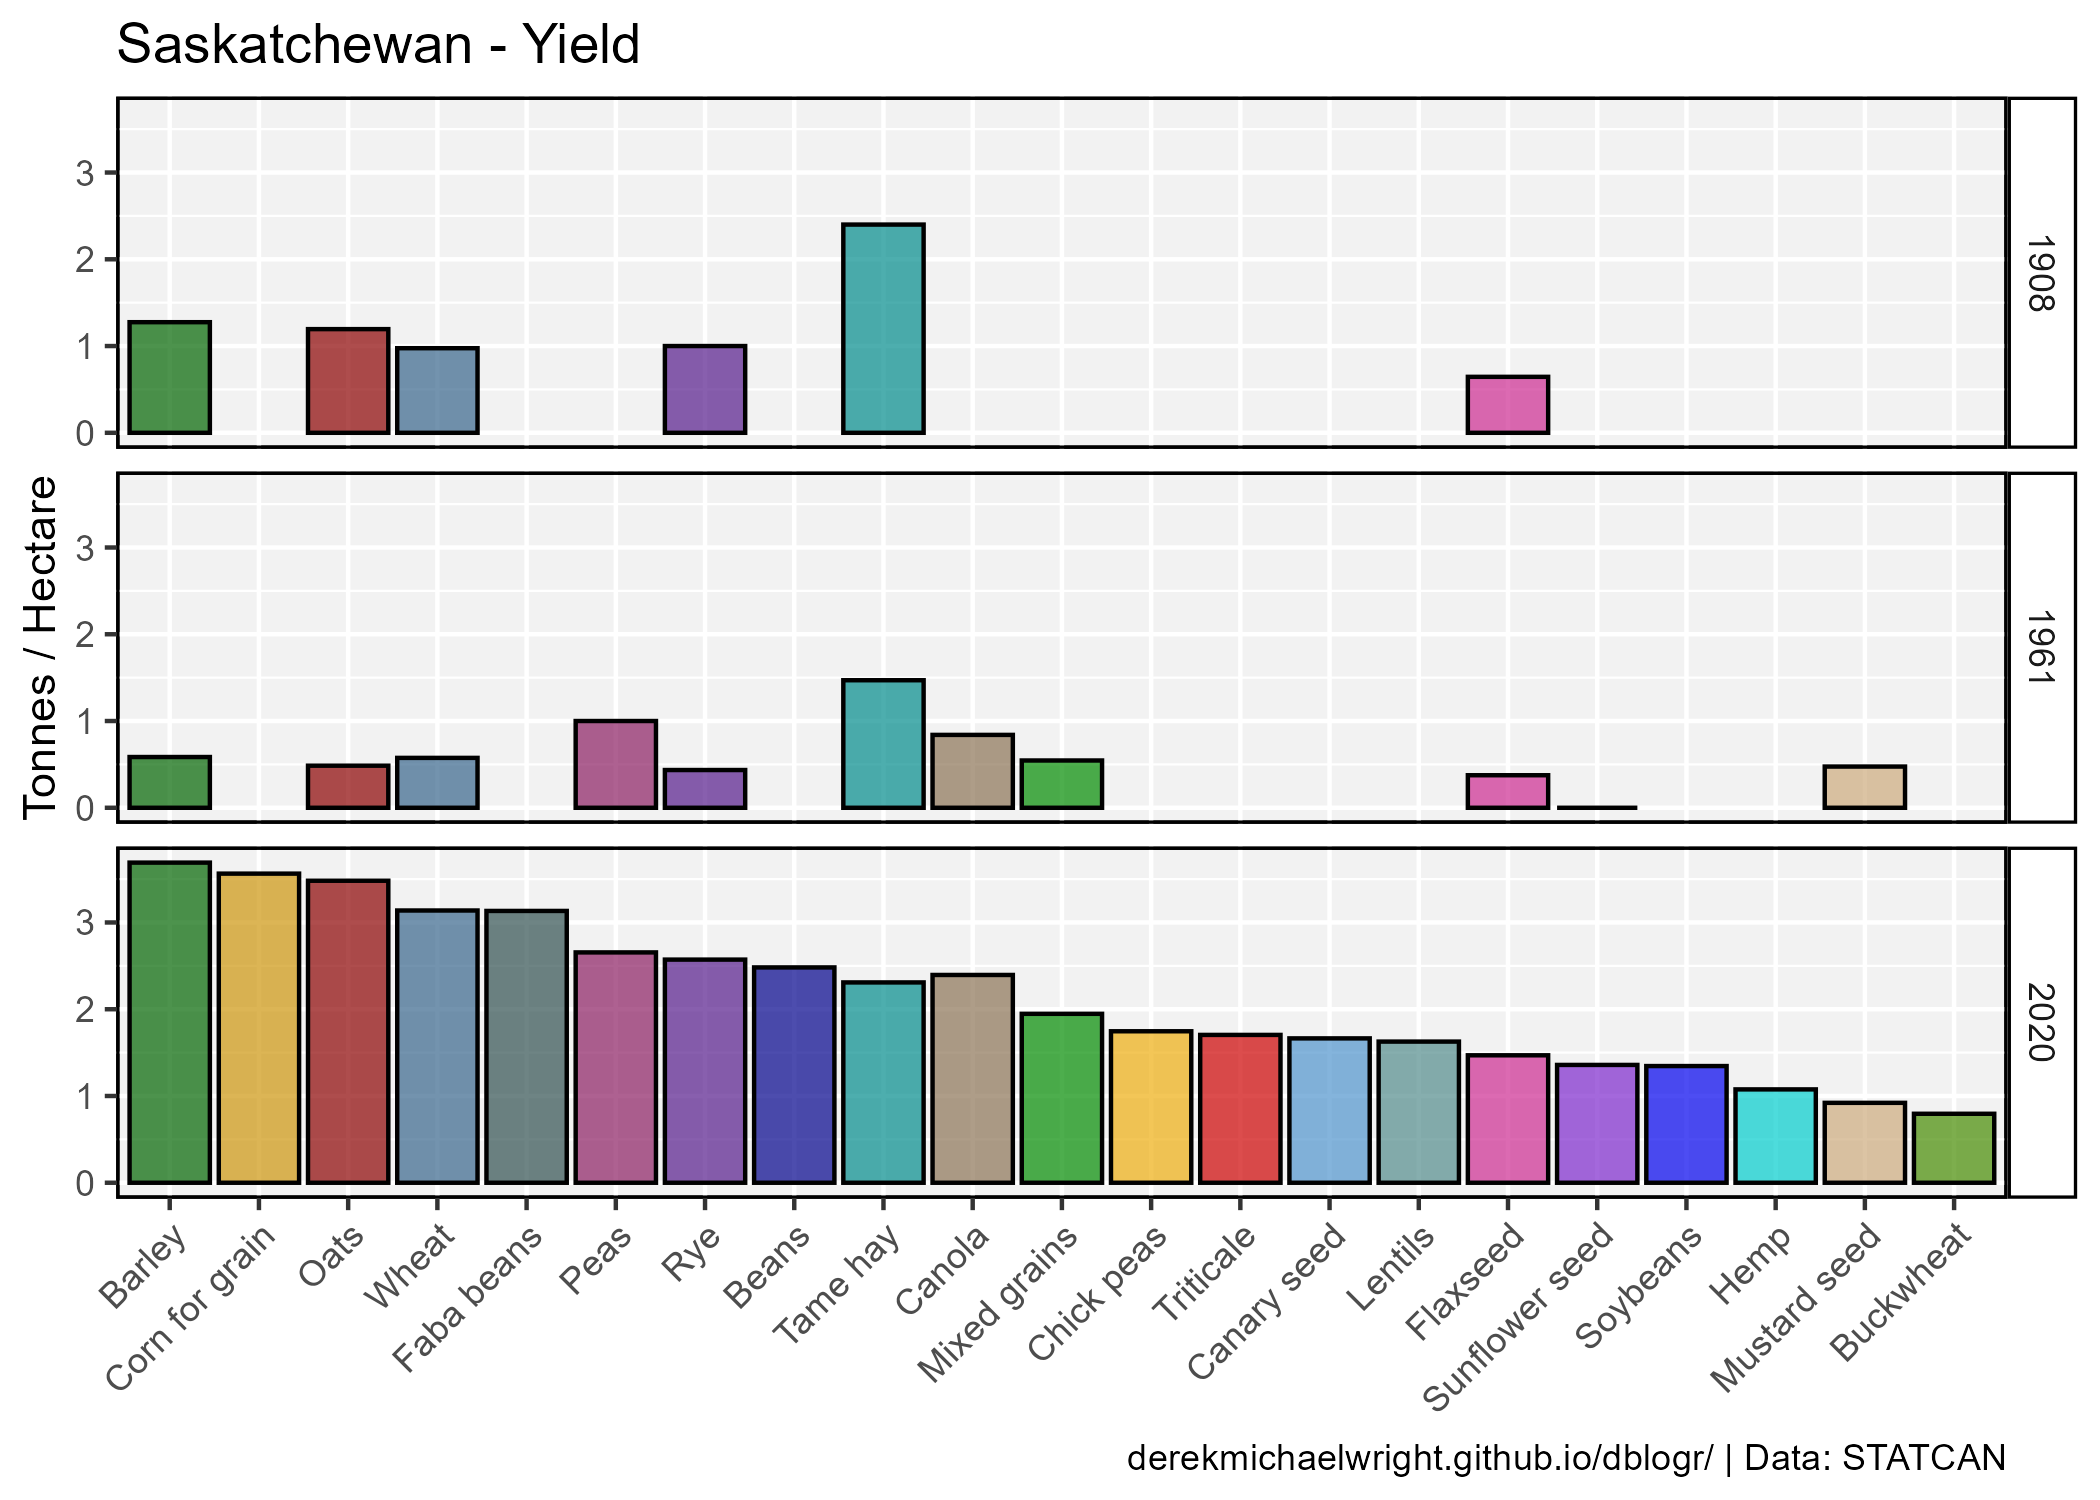 Saskatchewan - Yield
Tonnes / Hectare
3
2
1
0
1908
3
2
1
0
1961
3
2
1
0
2020
Barley
Corn for grain
Oats
Wheat
Faba beans
Peas
Rye
Beans
Tame hay
Canola
Mixed grains
Chick peas
Triticale
Canary seed
Lentils
Flaxseed
Sunflower seed
Soybeans
Hemp
Mustard seed
Buckwheat
derekmichaelwright.github.io/dblogr/ | Data: STATCAN